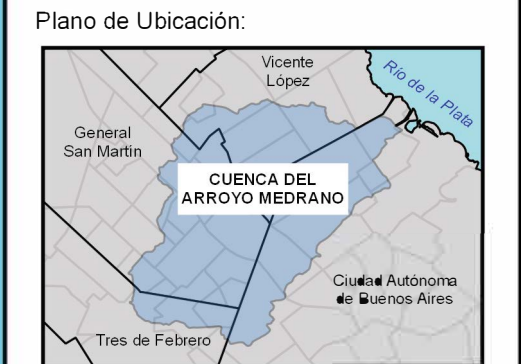 Plano de Ubicación:
Vicente
López
Río de la Plata
General
San Martin
CUENCA DEL
ARROYO MEDRANO
Ciudad Autónoma
de Buenos Aires
Tres de Febrero